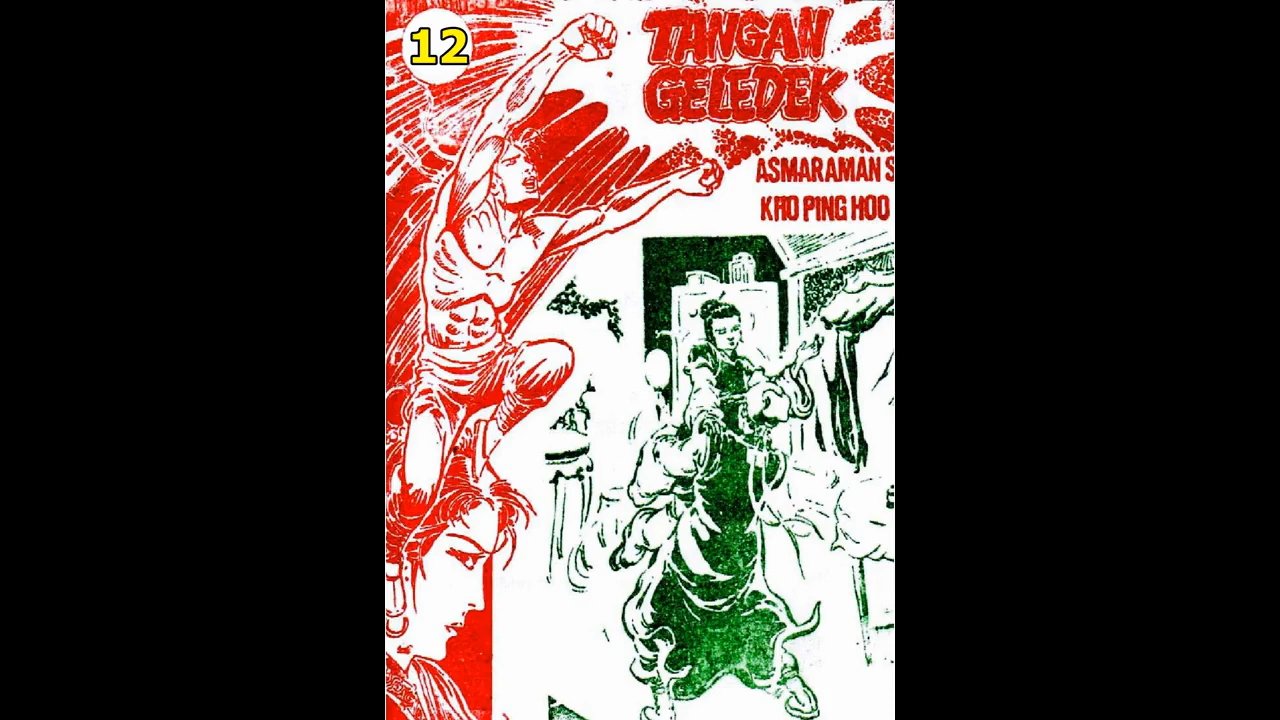 12
TANGAN
GELEDEK
ASMARAMAN S
KHO PING HOO